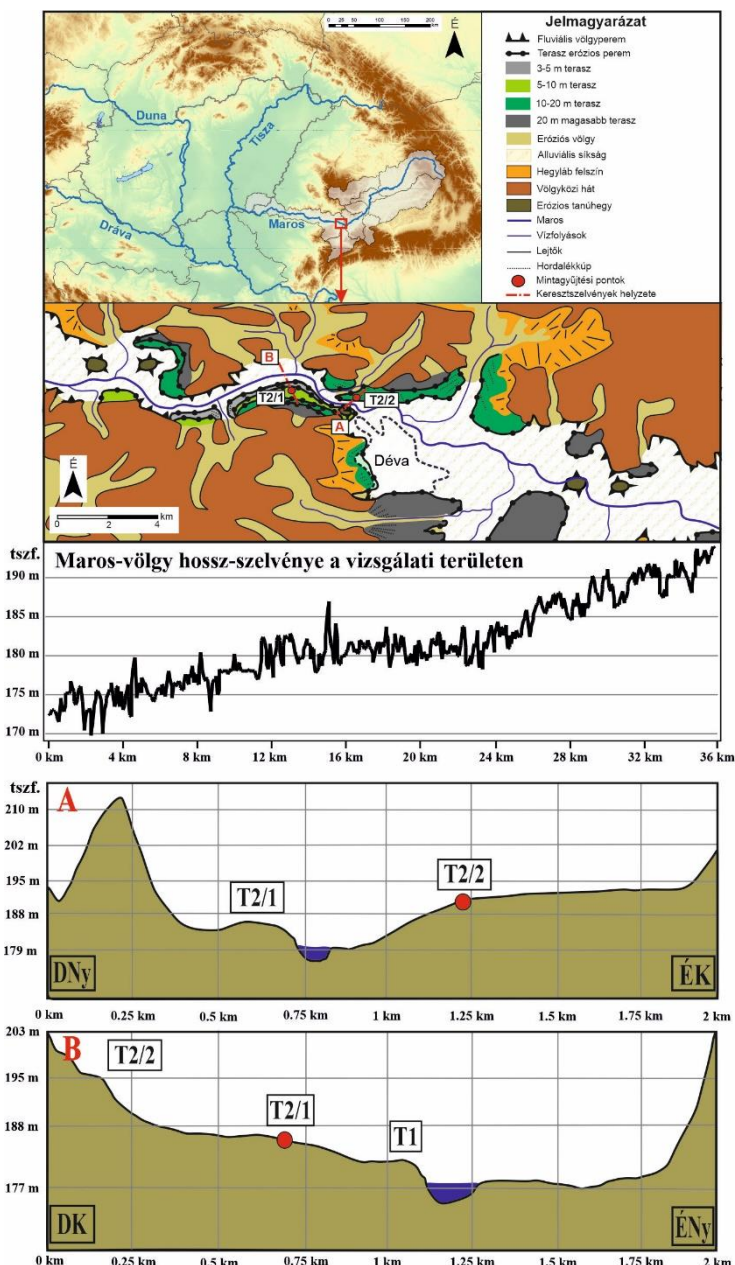 0 25 50 100 150 200
km
É
Duna
Tisza
Dráva
Maros
Jelmagyarázat
Fluviális völgyperem
Terasz erózios perem
3-5 m terasz
5-10 m terasz
10-20 m terasz
20 m magasabb terasz
Eróziós völgy
Alluviális síkság
Hegyláb felszín
Völgyközi hát
Erózios tanúhegy
Maros
Vízfolyások
Lejtők
Hordalékkúp
Mintagyűjtési pontok
Keresztszelvények helyzete
B
T2/1
T2/2
A
Déva
É
0 2 4
km
tszf.
Maros-völgy hossz-szelvénye a vizsgálati területen
190 m
185 m
180 m
175 m
170 m
0 km 4 km 8 km 12 km 16 km 20 km 24 km 28 km 32 km 36 km
tszf.
A
210 m
202 m
195 m
188 m
179 m
T2/1
T2/2
DNy
ÉK
0 km 0.25 km 0.5 km 0.75 km 1 km 1.25 km 1.5 km 1.75 km 2 km
203 m
B
T2/2
195 m
T2/1
188 m
T1
177 m
DK
ÉNy
0 km 0.25 km 0.5 km 0.75 km 1 km 1.25 km 1.5 km 1.75 km 2 km